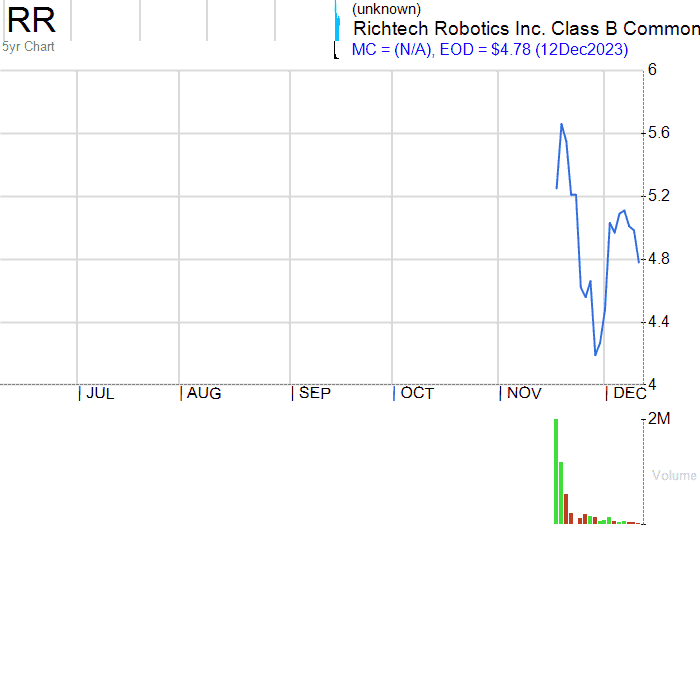 RR
5yr Chart
(unknown)
Richtech Robotics Inc. Class B Common
MC = (N/A), EOD = $4.78 (12Dec2023)
6
5.6
5.2
4.8
4.4
4
JUL AUG SEP OCT NOV DEC
2M
Volume